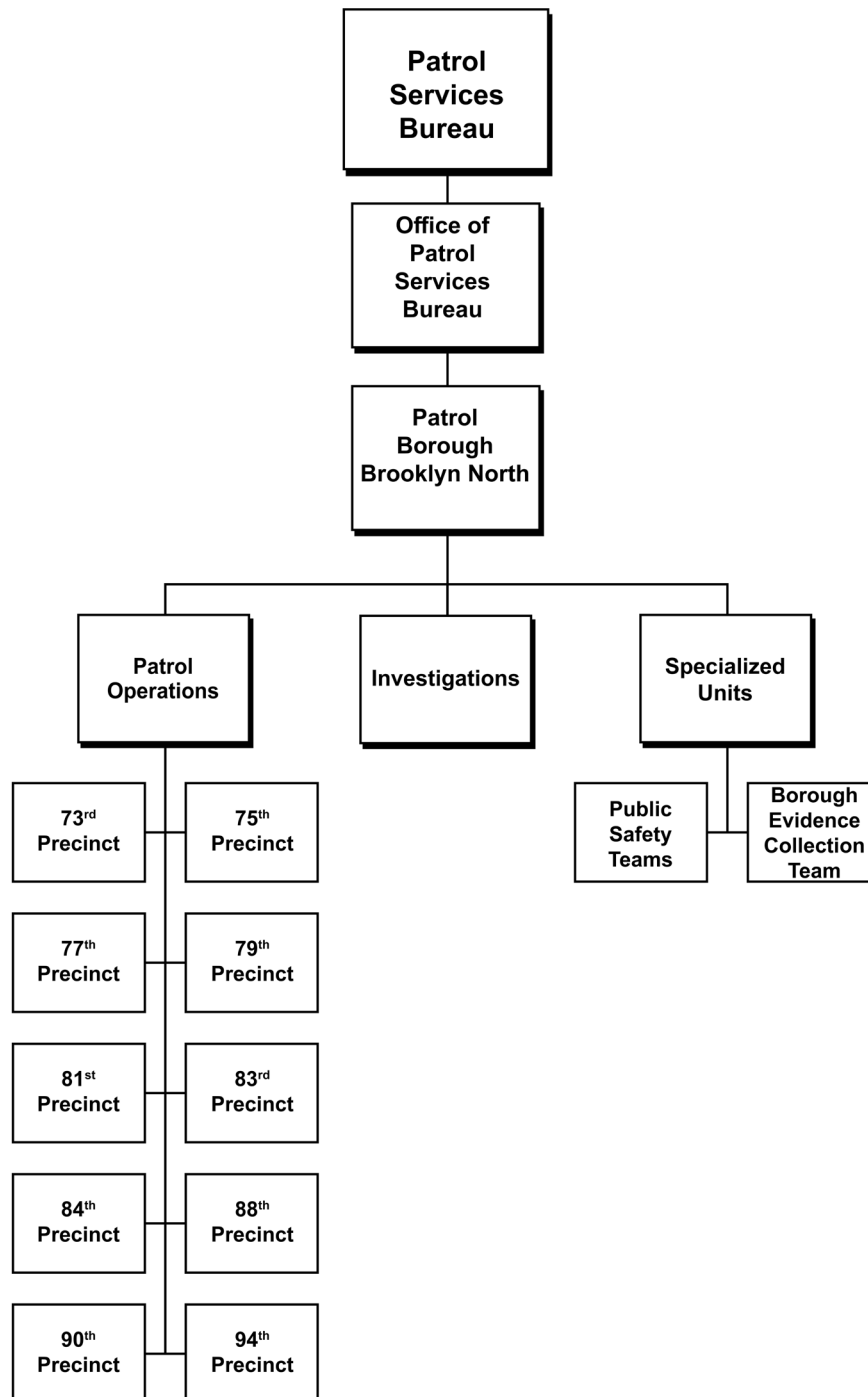 Patrol
Services
Bureau
Office of
Patrol
Services
Bureau
Patrol
Borough
Brooklyn North
Patrol
Operations
Investigations
Specialized
Units
73rd
Precinct
75th
Precinct
Public
Safety
Teams
Borough
Evidence
Collection
Team
77th
Precinct
79th
Precinct
81st
Precinct
83rd
Precinct
84th
Precinct
88th
Precinct
90th
Precinct
94th
Precinct